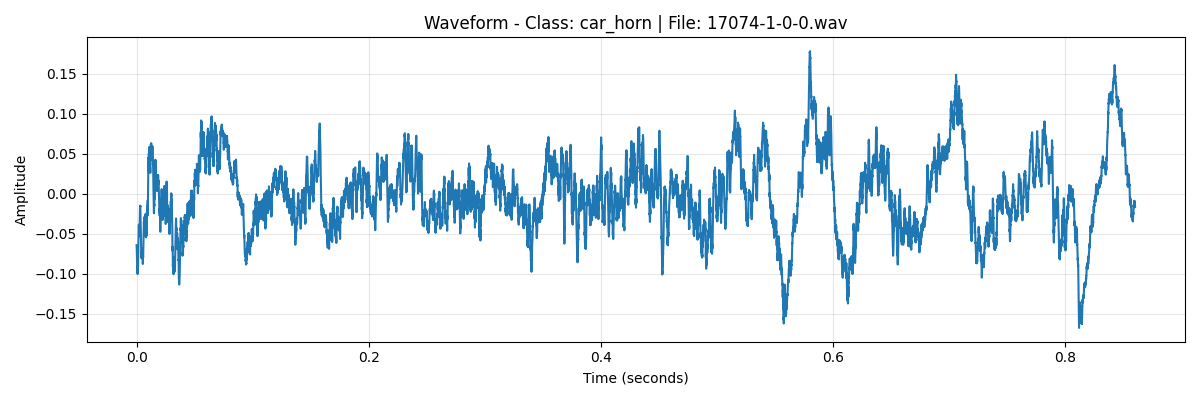 Waveform - Class: car_horn | File: 17074-1-0-0.wav
Amplitude
0.15
0.10
0.05
0.00
−0.05
−0.10
−0.15
0.0 0.2 0.4 0.6 0.8
Time (seconds)